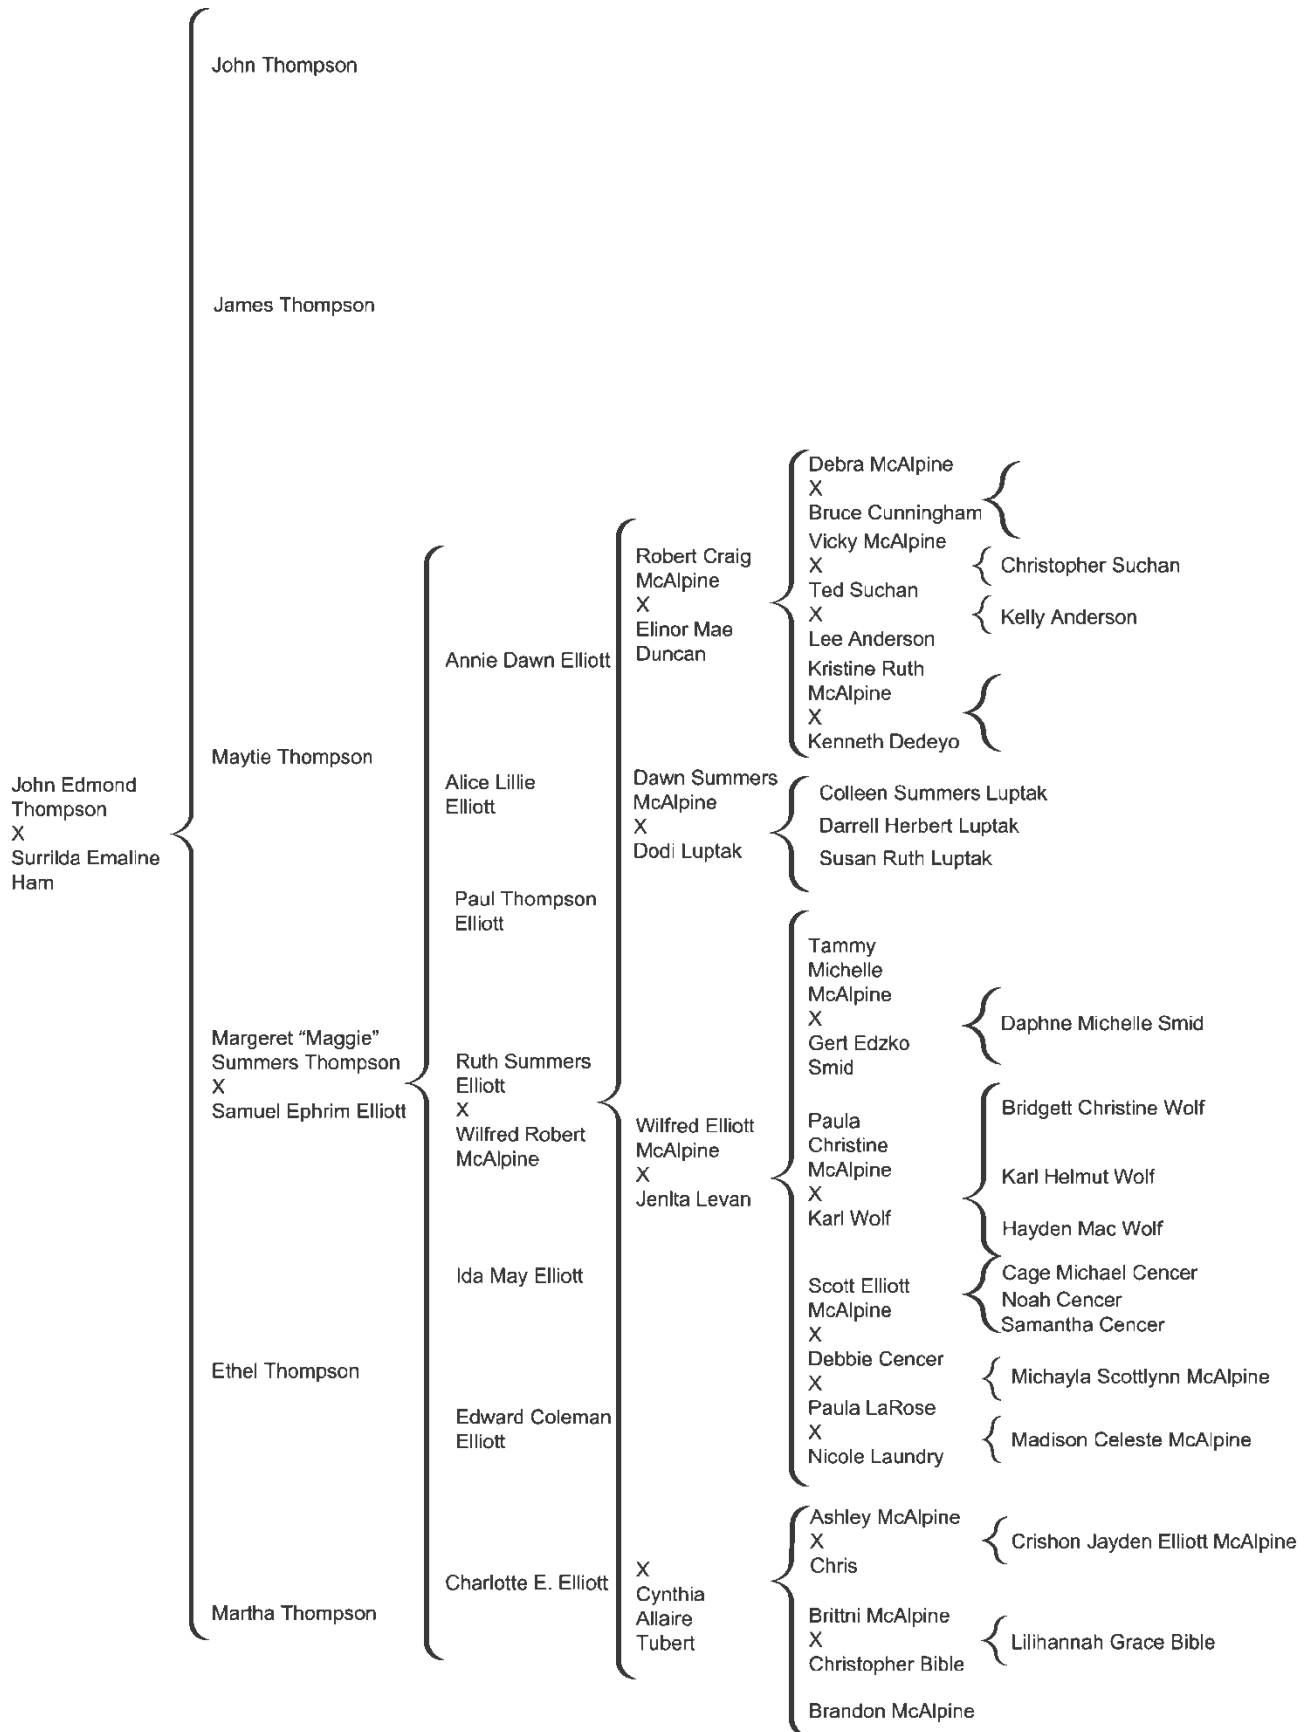 John Thompson
James Thompson
Maytie Thompson
John Edmond
Thompson
X
Surrilda Emaline
Ham
Margeret “Maggie”
Summers Thompson
X
Samuel Ephrim Elliott
Ethel Thompson
Martha Thompson
Annie Dawn Elliott
Alice Lillie
Elliott
Paul Thompson
Elliott
Ruth Summers
Elliott
X
Wilfred Robert
McAlpine
Ida May Elliott
Edward Coleman
Elliott
Charlotte E. Elliott
Robert Craig
McAlpine
X
Elinor Mae
Duncan
Dawn Summers
McAlpine
X
Dodi Luptak
Wilfred Elliott
McAlpine
X
JenIta Levan
X
Cynthia
Allaire
Tubert
Debra McAlpine
X
Bruce Cunningham
Vicky McAlpine
X
Ted Suchan
X
Lee Anderson
Kristine Ruth
McAlpine
X
Kenneth Dedeyo
Christopher Suchan
Kelly Anderson
Colleen Summers Luptak
Darrell Herbert Luptak
Susan Ruth Luptak
Tammy
Michelle
McAlpine
X
Gert Edzko
Smid
Daphne Michelle Smid
Paula
Christine
McAlpine
X
Karl Wolf
Bridgett Christine Wolf
Karl Helmut Wolf
Hayden Mac Wolf
Scott Elliott
McAlpine
X
Debbie Cencer
X
Paula LaRose
X
Nicole Laundry
Cage Michael Cencer
Noah Cencer
Samantha Cencer
Michayla Scottlynn McAlpine
Madison Celeste McAlpine
Ashley McAlpine
X
Chris
Crishon Jayden Elliott McAlpine
Brittni McAlpine
X
Christopher Bible
Lilihannah Grace Bible
Brandon McAlpine